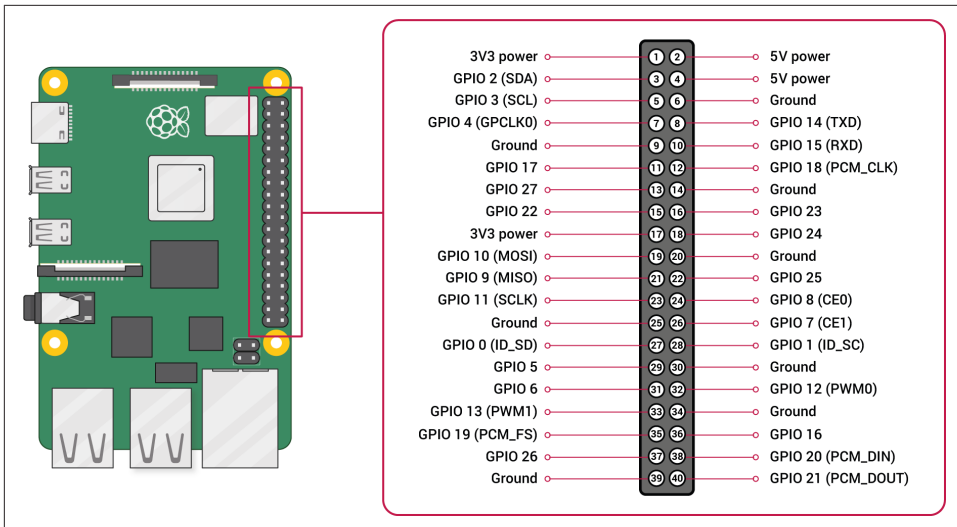 3V3 power 1 2 5V power
GPIO 2 (SDA) 3 4 5V power
GPIO 3 (SCL) 5 6 Ground
GPIO 4 (GPCLK0) 7 8 GPIO 14 (TXD)
Ground 9 10 GPIO 15 (RXD)
GPIO 17 11 12 GPIO 18 (PCM_CLK)
GPIO 27 13 14 Ground
GPIO 22 15 16 GPIO 23
3V3 power 17 18 GPIO 24
GPIO 10 (MOSI) 19 20 Ground
GPIO 9 (MISO) 21 22 GPIO 25
GPIO 11 (SCLK) 23 24 GPIO 8 (CE0)
Ground 25 26 GPIO 7 (CE1)
GPIO 0 (ID_SD) 27 28 GPIO 1 (ID_SC)
GPIO 5 29 30 Ground
GPIO 6 31 32 GPIO 12 (PWM0)
GPIO 13 (PWM1) 33 34 Ground
GPIO 19 (PCM_FS) 35 36 GPIO 16
GPIO 26 37 38 GPIO 20 (PCM_DIN)
Ground 39 40 GPIO 21 (PCM_DOUT)